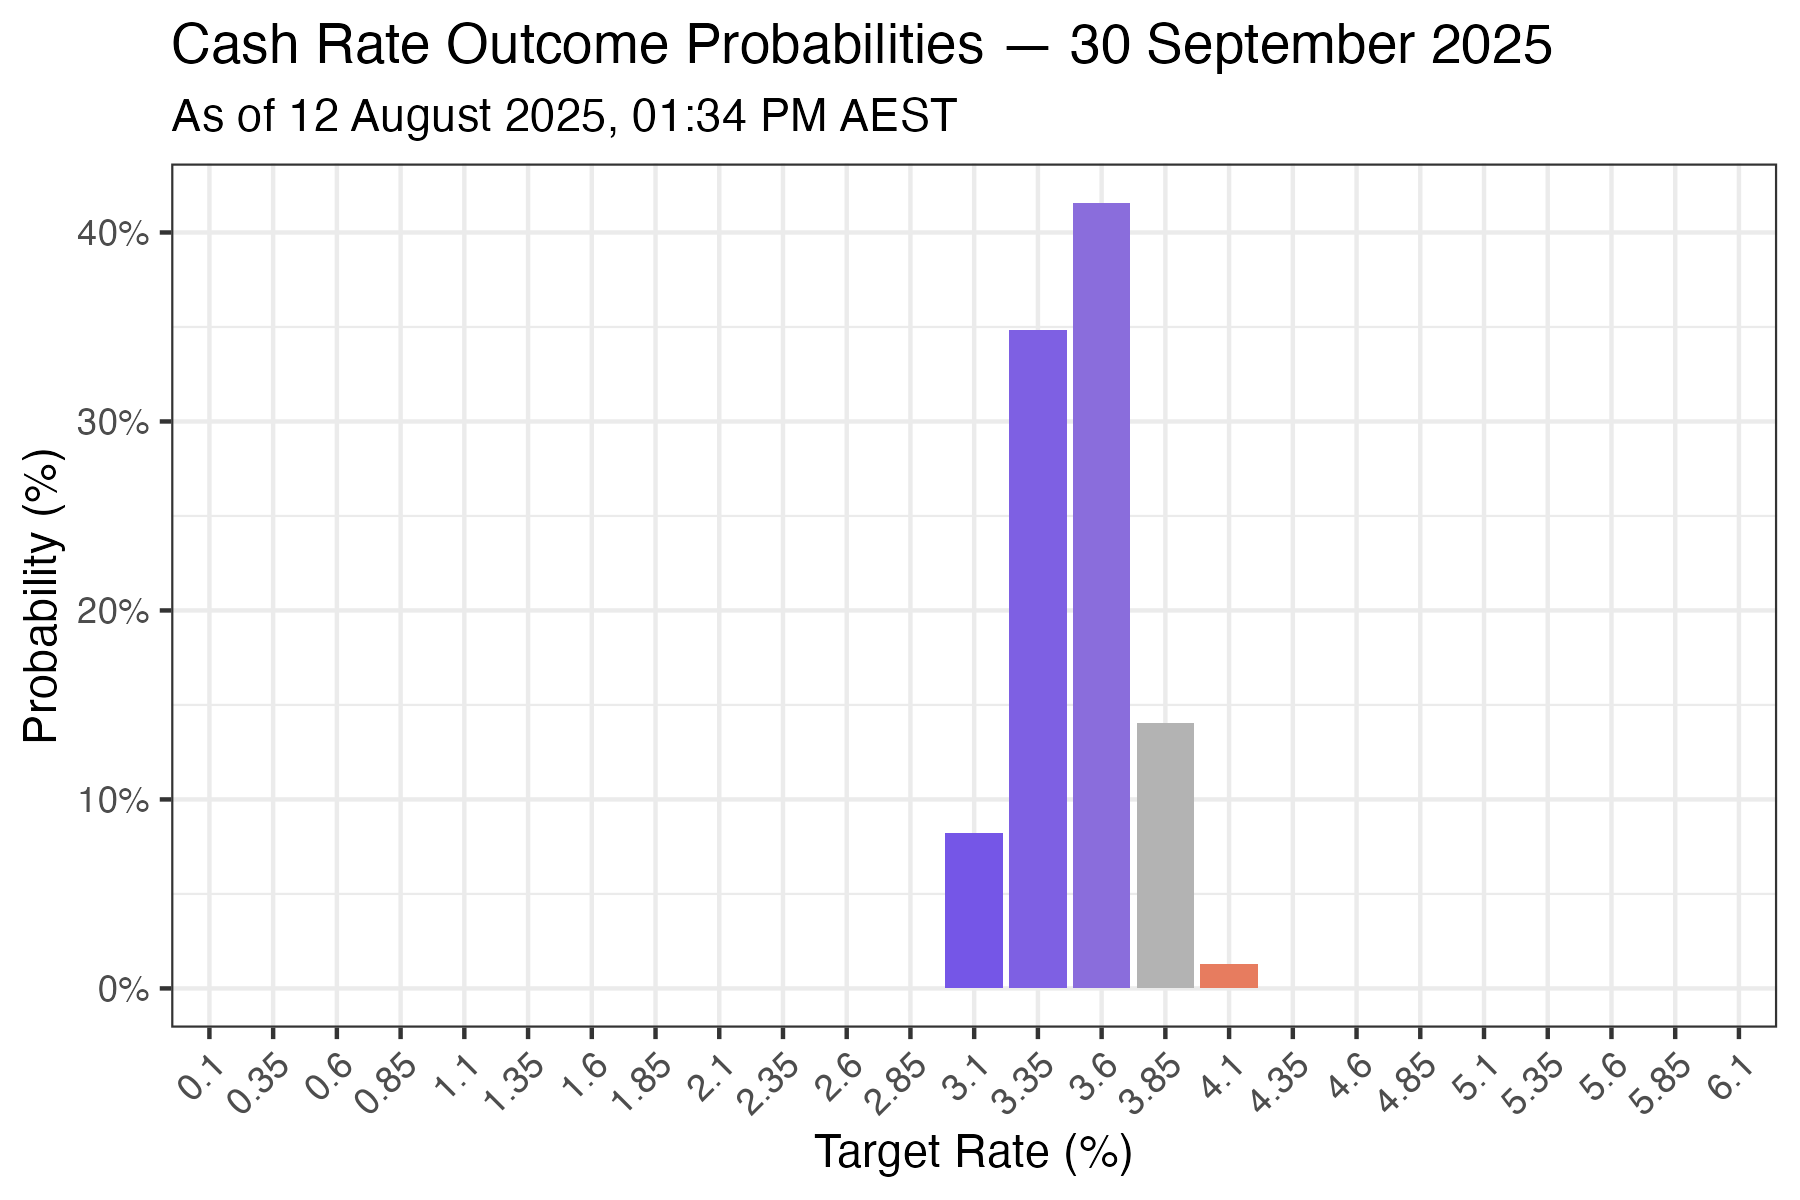 Cash Rate Outcome Probabilities — 30 September 2025
As of 12 August 2025, 01:34 PM AEST
Probability (%)
40%
30%
20%
10%
0%
0.1 0.35 0.6 0.85 1.1 1.35 1.6 1.85 2.1 2.35 2.6 2.85 3.1 3.35 3.6 3.85 4.1 4.35 4.6 4.85 5.1 5.35 5.6 5.85 6.1
Target Rate (%)